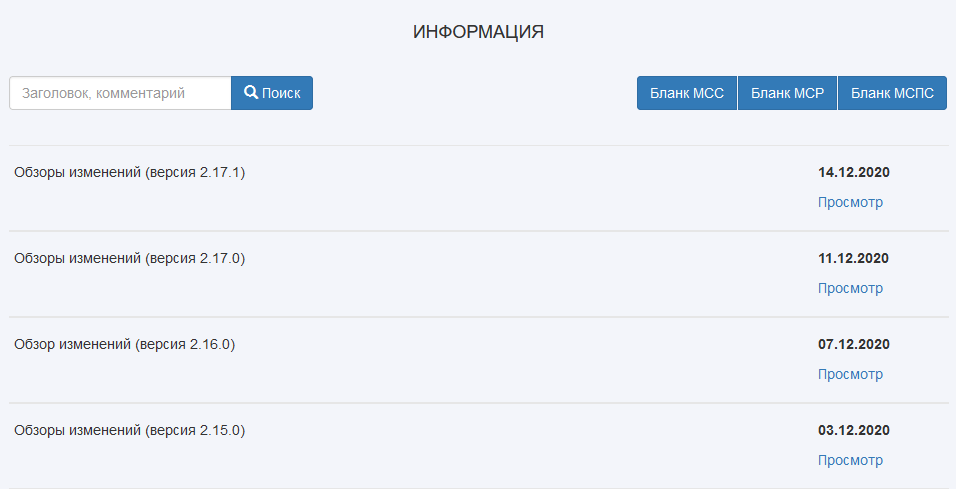 ИНФОРМАЦИЯ
Заголовок, комментарий Поиск Бланк МСС Бланк МСР Бланк МСПС
Обзоры изменений (версия 2.17.1) 14.12.2020
Просмотр
Обзоры изменений (версия 2.17.0) 11.12.2020
Просмотр
Обзор изменений (версия 2.16.0) 07.12.2020
Просмотр
Обзоры изменений (версия 2.15.0) 03.12.2020
Просмотр